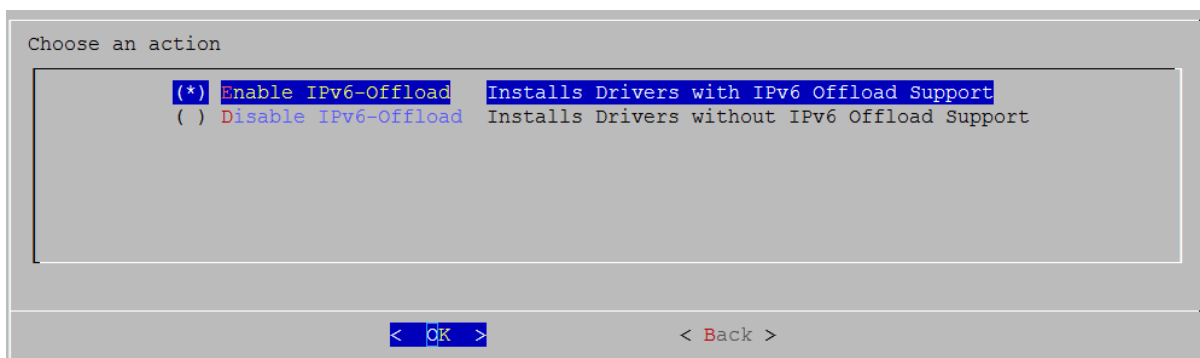 Choose an action
(*) Enable IPv6-Offload Installs Drivers with IPv6 Offload Support
( ) Disable IPv6-Offload Installs Drivers without IPv6 Offload Support
< OK > < Back >